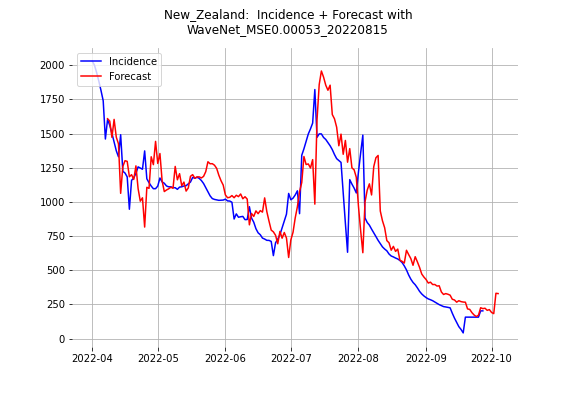 New_Zealand:  Incidence + Forecast with
WaveNet_MSE0.00053_20220815
Incidence
Forecast
2000
1750
1500
1250
1000
750
500
250
0
2022-04 2022-05 2022-06 2022-07 2022-08 2022-09 2022-10